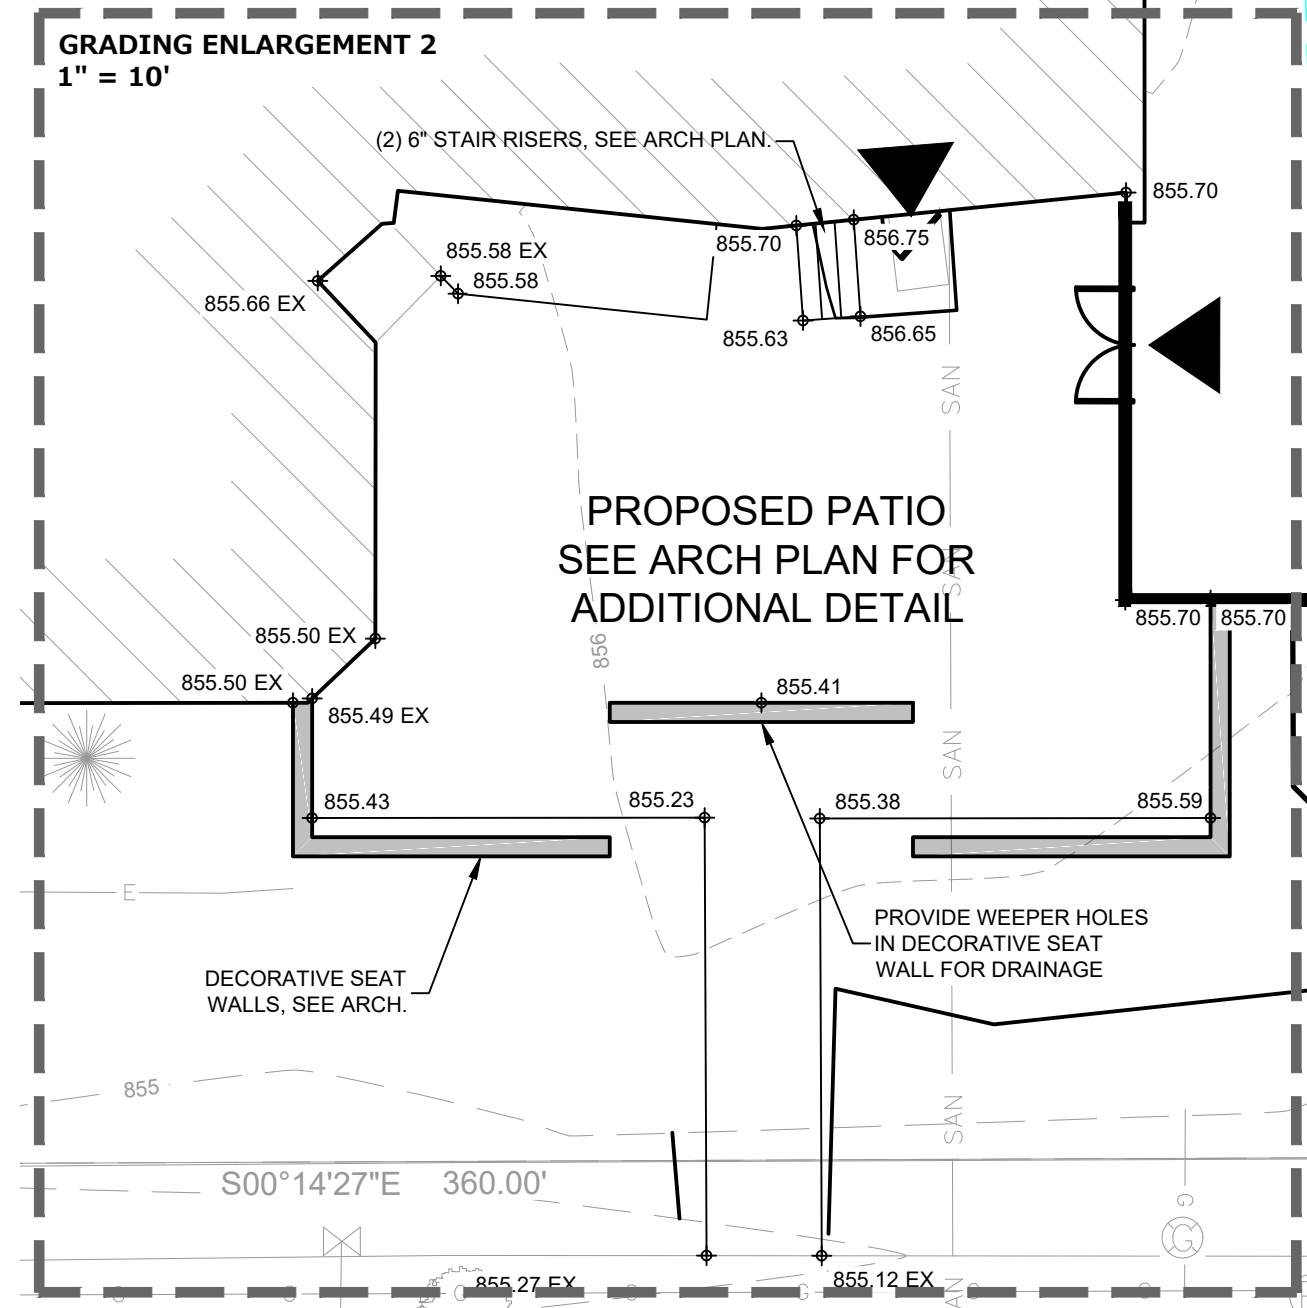 GRADING ENLARGEMENT 2
1" = 10'
(2) 6" STAIR RISERS, SEE ARCH PLAN.
855.70
855.70
856.75
855.58 EX
855.58
855.66 EX
855.63
856.65
SAN
PROPOSED PATIO
SEE ARCH PLAN FOR
ADDITIONAL DETAIL
SAN
855.70
855.70
855.50 EX
856
855.50 EX
855.41
855.49 EX
SAN
855.43
855.23
855.38
855.59
E
PROVIDE WEEPER HOLES
IN DECORATIVE SEAT
WALL FOR DRAINAGE
DECORATIVE SEAT
WALLS, SEE ARCH.
855
SAN
S00°14'27"E 360.00'
G
G
855.27 EX
855.12 EX
G